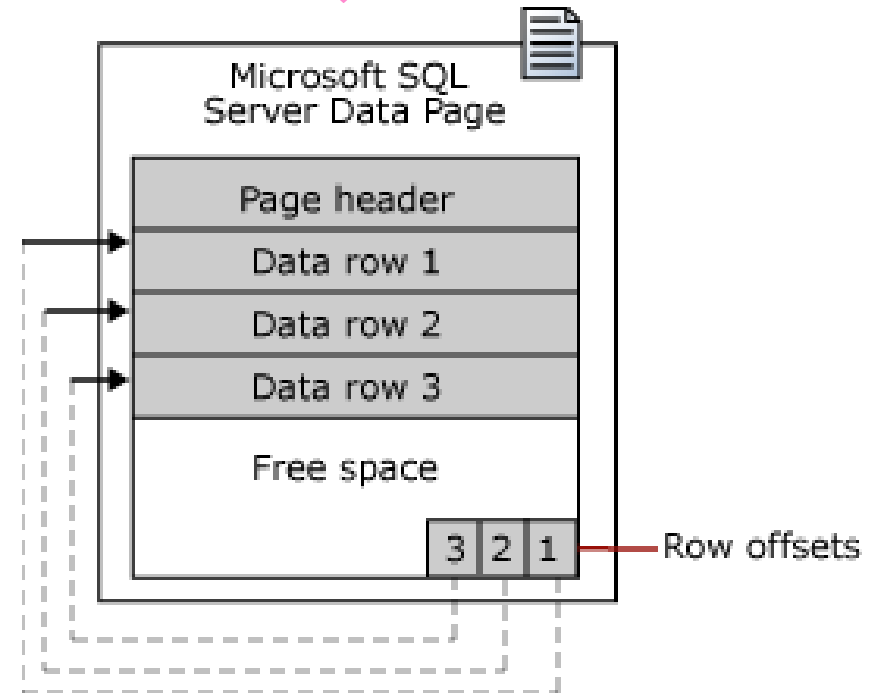 Microsoft SQL
Server Data Page
Page header
Data row 1
Data row 2
Data row 3
Free space
3 2 1
Row offsets